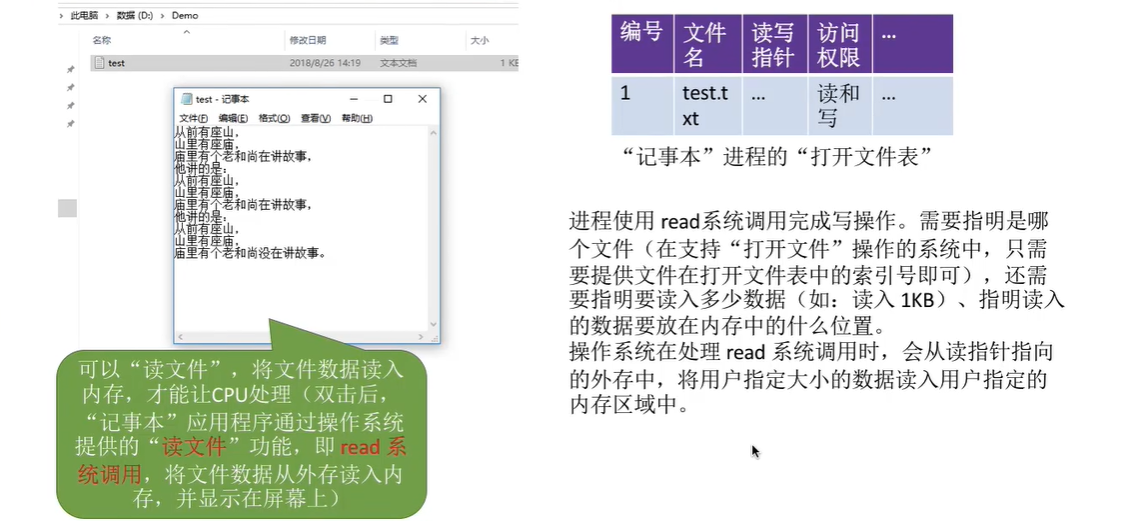 此电脑 › 数据 (D:) › Demo
名称 修改日期 类型 大小
test 2018/8/26 14:19 文本文档 1 KB
test - 记事本
文件(F) 编辑(E) 格式(O) 查看(V) 帮助(H)
从前有座山，
山里有座庙，
庙里有个老和尚在讲故事，
他讲的是：
从前有座山，
山里有座庙，
庙里有个老和尚在讲故事，
他讲的是：
从前有座山，
山里有座庙，
庙里有个老和尚没在讲故事。
可以“读文件”，将文件数据读入
内存，才能让CPU处理（双击后，
“记事本”应用程序通过操作系统
提供的“读文件”功能，即 read 系
统调用，将文件数据从外存读入内
存，并显示在屏幕上）
编号 文件 读写 访问 ...
名 指针 权限
1 test.t ... 读和 ...
xt 写
“记事本”进程的“打开文件表”
进程使用 read系统调用完成写操作。需要指明是哪
个文件（在支持“打开文件”操作的系统中，只需
要提供文件在打开文件表中的索引号即可），还需
要指明要读入多少数据（如：读入 1KB）、指明读入
的数据要放在内存中的什么位置。
操作系统在处理 read 系统调用时，会从读指针指向
的外存中，将用户指定大小的数据读入用户指定的
内存区域中。